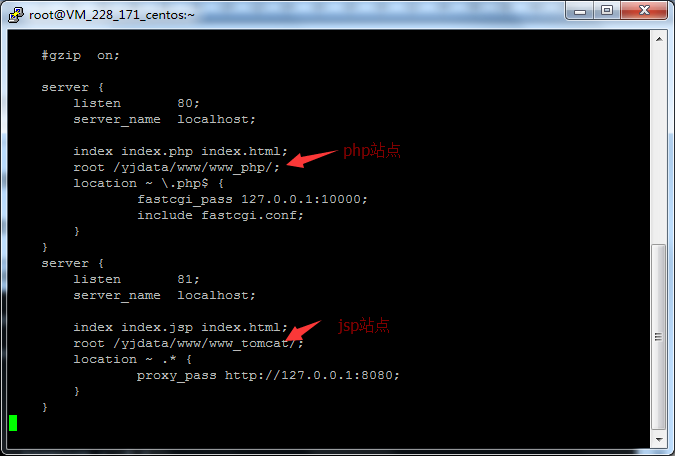 root@VM_228_171_centos:~
#gzip  on;
server {
listen       80;
server_name  localhost;
index index.php index.html;
php站点
root /yjdata/www/www_php/;
location ~ \.php$ {
fastcgi_pass 127.0.0.1:10000;
include fastcgi.conf;
}
}
server {
listen       81;
server_name  localhost;
index index.jsp index.html;
jsp站点
root /yjdata/www/www_tomcat/;
location ~ .* {
proxy_pass http://127.0.0.1:8080;
}
}